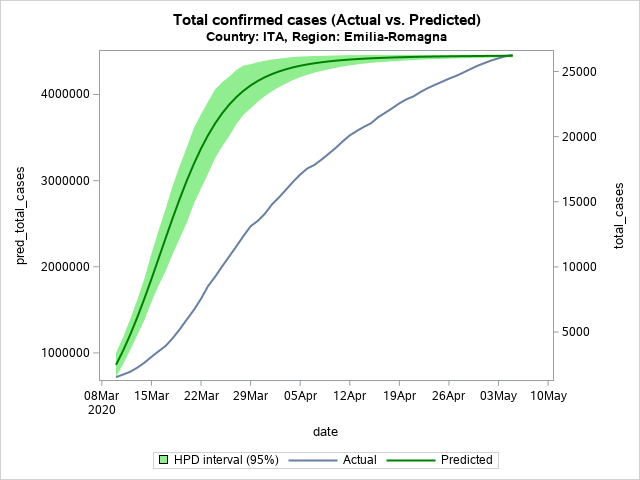 Total confirmed cases (Actual vs. Predicted)
Country: ITA, Region: Emilia-Romagna
pred_total_cases
4000000
3000000
2000000
1000000
25000
20000
15000
10000
5000
total_cases
08Mar 15Mar 22Mar 29Mar 05Apr 12Apr 19Apr 26Apr 03May 10May
2020
date
HPD interval (95%) Actual Predicted